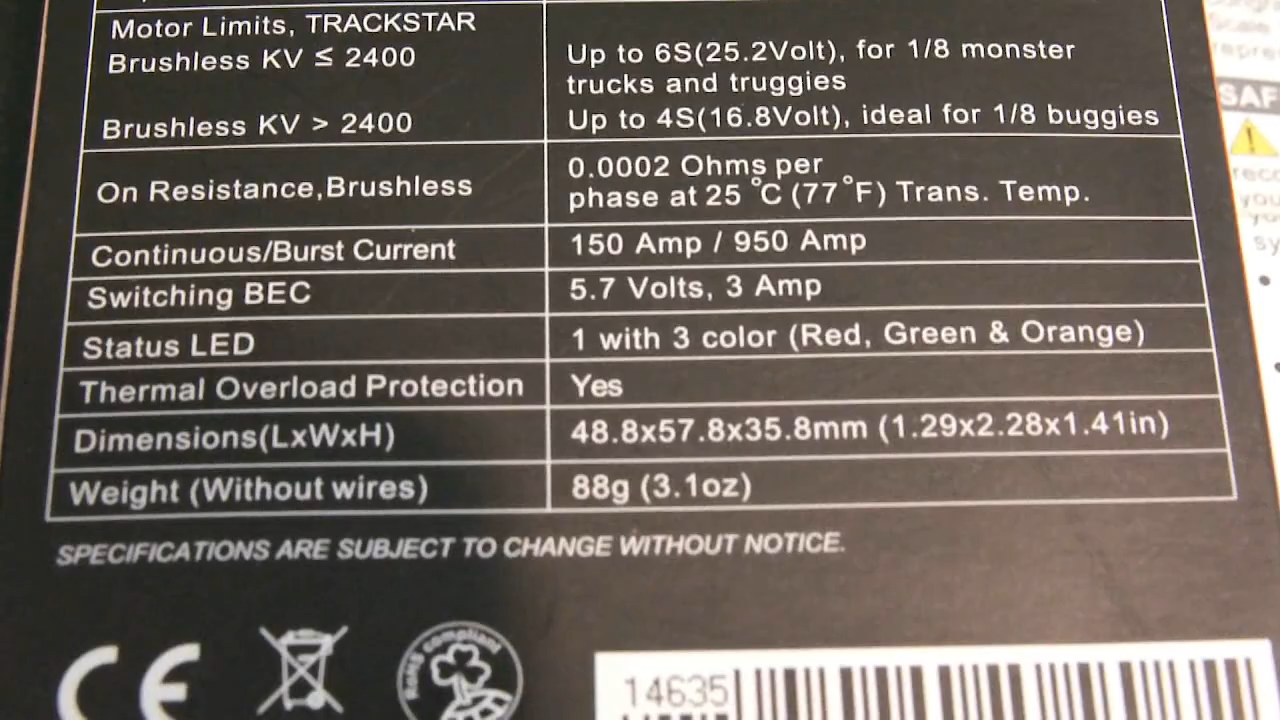 Motor Limits, TRACKSTAR
Brushless KV ≤ 2400
Up to 6S(25.2Volt), for 1/8 monster
trucks and truggies
Brushless KV > 2400
Up to 4S(16.8Volt), ideal for 1/8 buggies
On Resistance,Brushless
0.0002 Ohms per
phase at 25 °C (77 °F) Trans. Temp.
Continuous/Burst Current
150 Amp / 950 Amp
Switching BEC
5.7 Volts, 3 Amp
Status LED
1 with 3 color (Red, Green & Orange)
Thermal Overload Protection
Yes
Dimensions(LxWxH)
48.8x57.8x35.8mm (1.29x2.28x1.41in)
Weight (Without wires)
88g (3.1oz)
SPECIFICATIONS ARE SUBJECT TO CHANGE WITHOUT NOTICE.
CE
RoHS compliant
14635
SAF